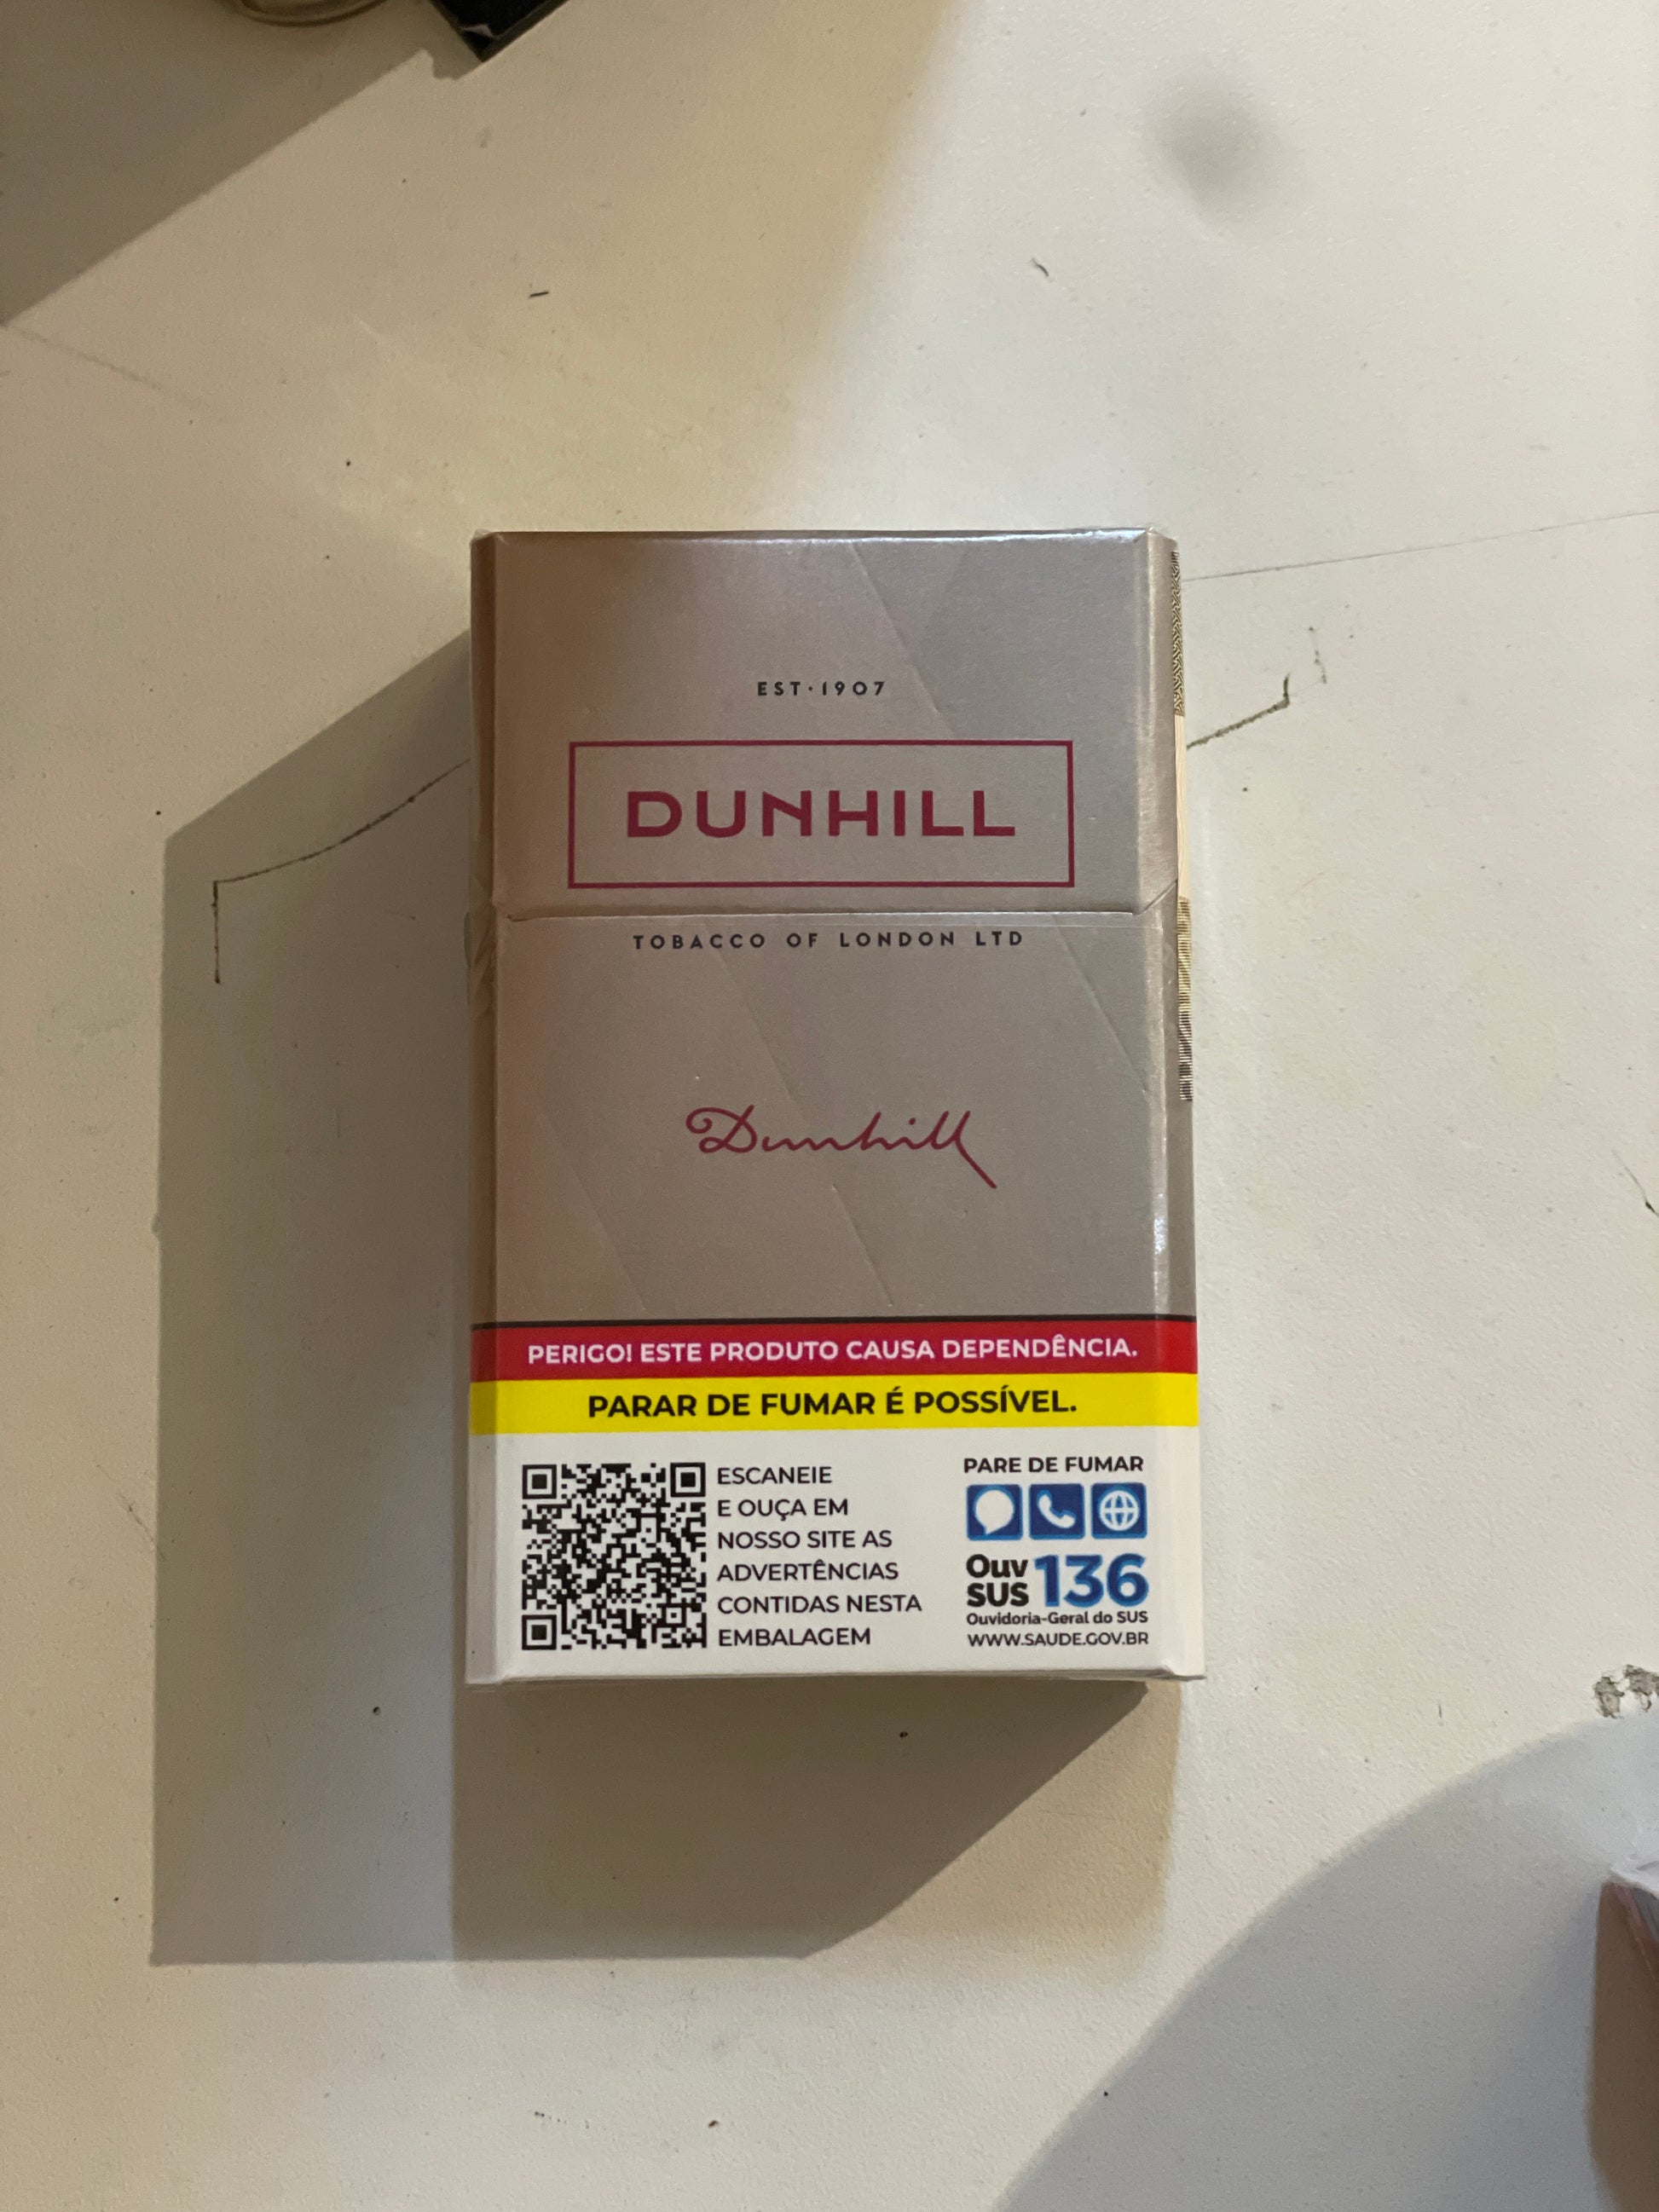 EST·1907
DUNHILL
TOBACCO OF LONDON LTD
Dunhill
PERIGO! ESTE PRODUTO CAUSA DEPENDÊNCIA.
PARAR DE FUMAR É POSSÍVEL.
ESCANEIE
E OUÇA EM
NOSSO SITE AS
ADVERTÊNCIAS
CONTIDAS NESTA
EMBALAGEM
PARE DE FUMAR
Ouv
SUS 136
Ouvidoria-Geral do SUS
WWW.SAUDE.GOV.BR